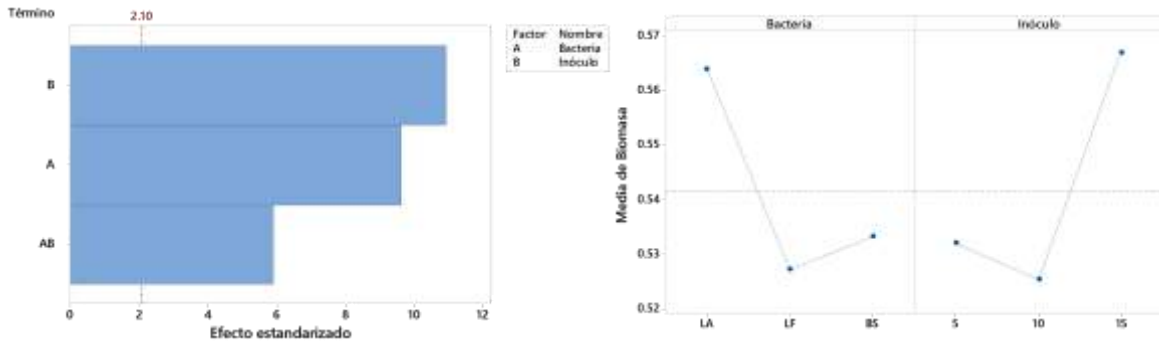 Término
2.10
B
A
AB
0 2 4 6 8 10 12
Efecto estandarizado
Factor Nombre
A Bacteria
B Inóculo
Bacteria Inóculo
0.57
0.56
0.55
0.54
0.53
0.52
Media de Biomasa
LA LF BS 5 10 15